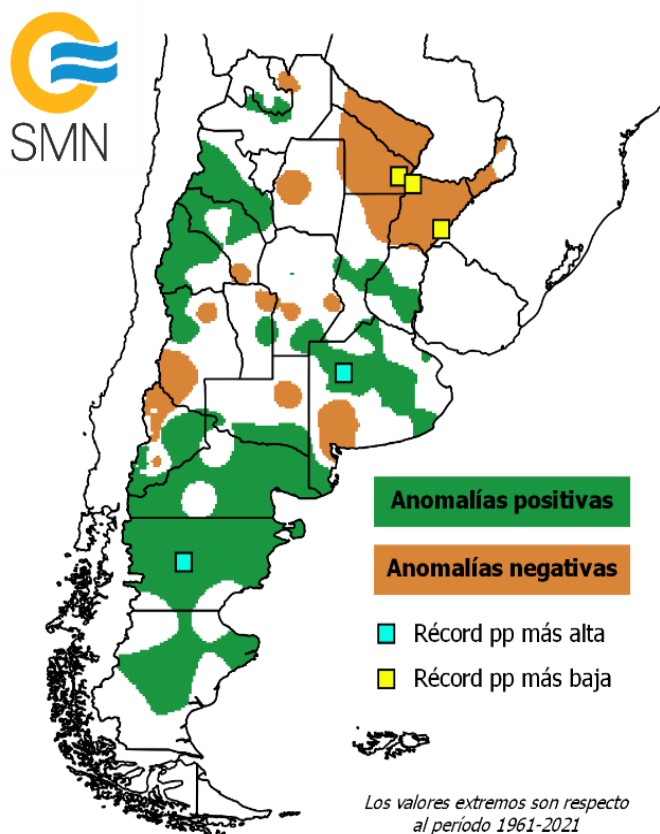 SMN
Anomalías positivas
Anomalías negativas
Récord pp más alta
Récord pp más baja
Los valores extremos son respecto
al período 1961-2021